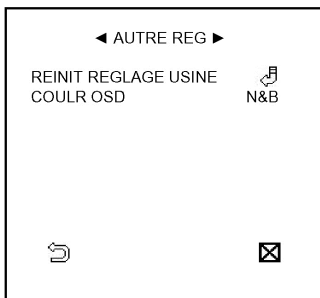 ◄ AUTRE REG ►
REINIT REGLAGE USINE
COULR OSD N&B